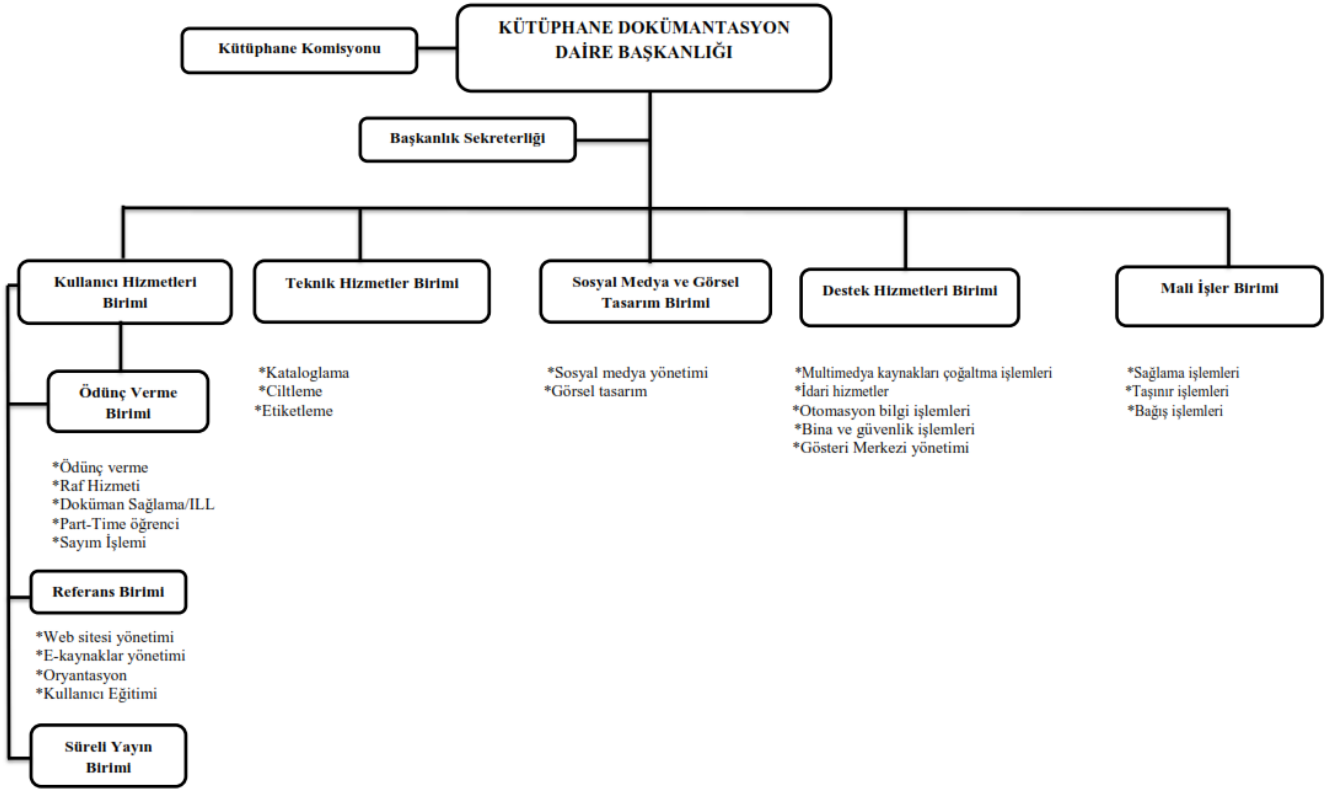 KÜTÜPHANE DOKÜMANTASYON
DAİRE BAŞKANLIĞI
Kütüphane Komisyonu
Başkanlık Sekreterliği
Kullanıcı Hizmetleri
Birimi
Teknik Hizmetler Birimi
Sosyal Medya ve Görsel
Tasarım Birimi
Destek Hizmetleri Birimi
Mali İşler Birimi
Ödünç Verme
Birimi
*Ödünç verme
*Raf Hizmeti
*Doküman Sağlama/ILL
*Part-Time öğrenci
*Sayım İşlemi
Referans Birimi
*Web sitesi yönetimi
*E-kaynaklar yönetimi
*Oryantasyon
*Kullanıcı Eğitimi
Süreli Yayın
Birimi
*Kataloglama
*Ciltleme
*Etiketleme
*Sosyal medya yönetimi
*Görsel tasarım
*Multimedya kaynakları çoğaltma işlemleri
*İdari hizmetler
*Otomasyon bilgi işlemleri
*Bina ve güvenlik işlemleri
*Gösteri Merkezi yönetimi
*Sağlama işlemleri
*Taşınır işlemleri
*Bağış işlemleri